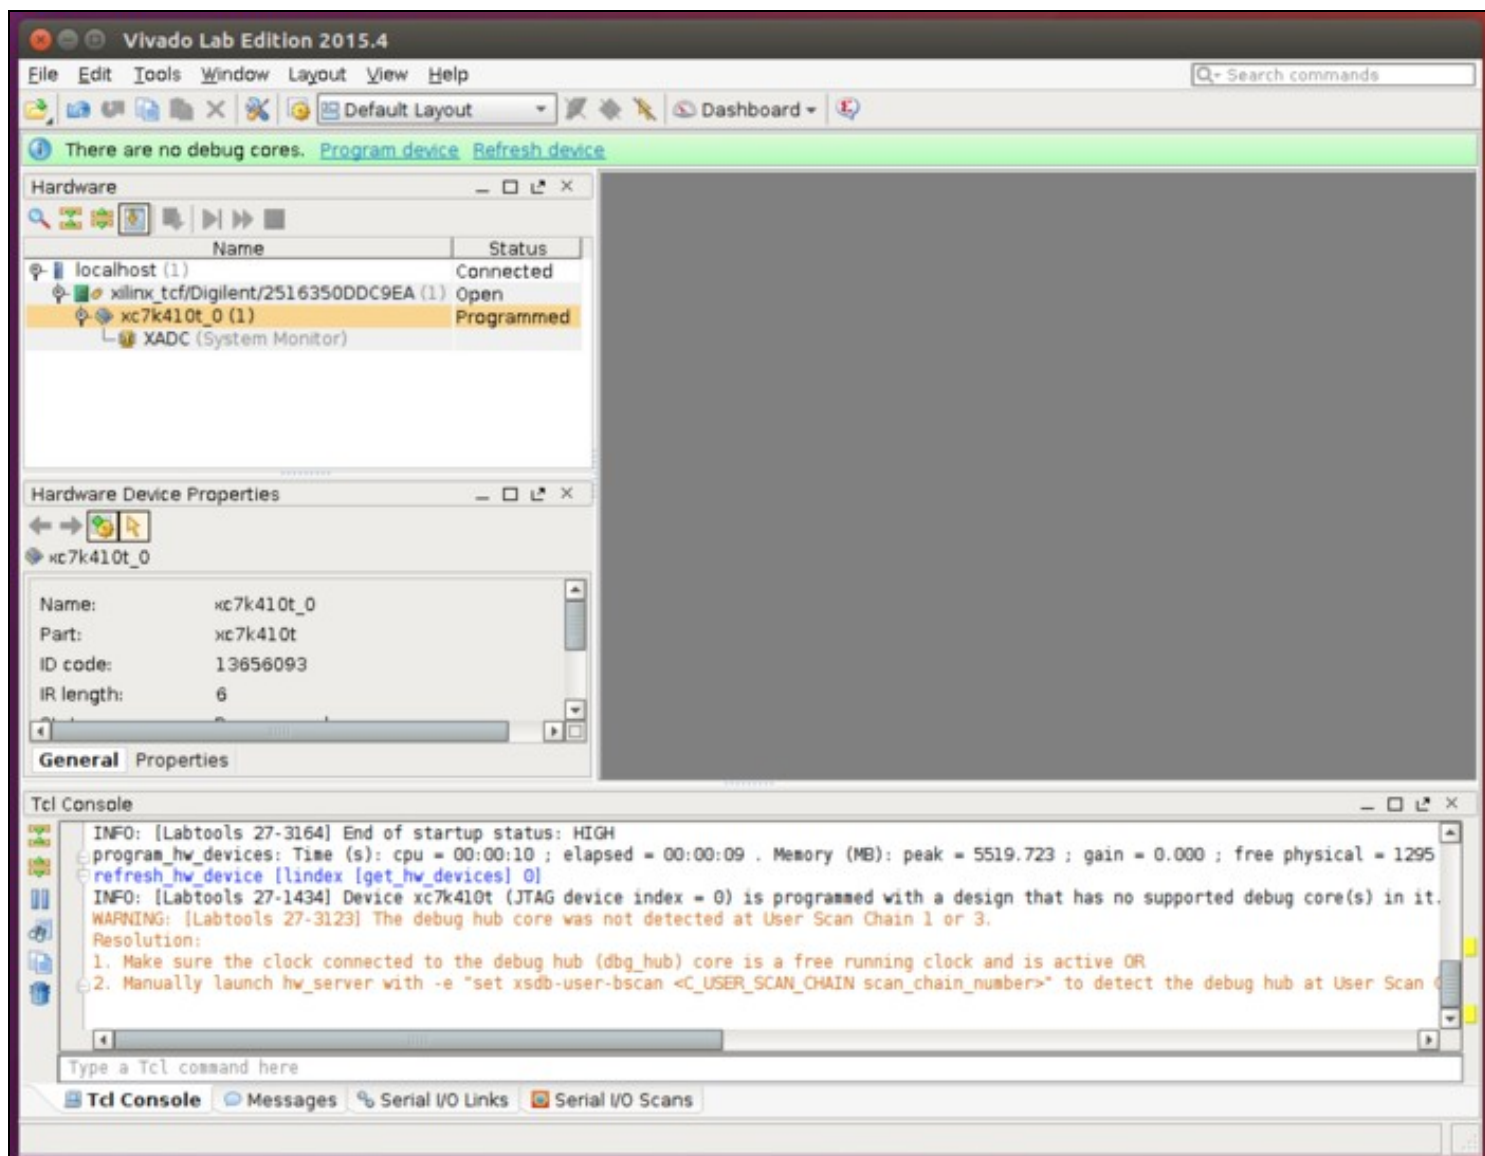 Vivado Lab Edition 2015.4
File Edit Tools Window Layout View Help
Search commands
Default Layout
Dashboard
There are no debug cores. Program device Refresh device
Hardware
Name Status
localhost (1) Connected
xilinx_tcf/Digilent/2516350DDC9EA (1) Open
xc7k410t_0 (1) Programmed
XADC (System Monitor)
Hardware Device Properties
xc7k410t_0
Name: xc7k410t_0
Part: xc7k410t
ID code: 13656093
IR length: 6
General Properties
Tcl Console
INFO: [Labtools 27-3164] End of startup status: HIGH
program_hw_devices: Time (s): cpu = 00:00:10 ; elapsed = 00:00:09 . Memory (MB): peak = 5519.723 ; gain = 0.000 ; free physical = 1295
refresh_hw_device [lindex [get_hw_devices] 0]
INFO: [Labtools 27-1434] Device xc7k410t (JTAG device index = 0) is programmed with a design that has no supported debug core(s) in it.
WARNING: [Labtools 27-3123] The debug hub core was not detected at User Scan Chain 1 or 3.
Resolution:
1. Make sure the clock connected to the debug hub (dbg_hub) core is a free running clock and is active OR
2. Manually launch hw_server with -e "set xsdb-user-bscan <C_USER_SCAN_CHAIN scan_chain_number>" to detect the debug hub at User Scan
Type a Tcl command here
Tcl Console Messages Serial I/O Links Serial I/O Scans